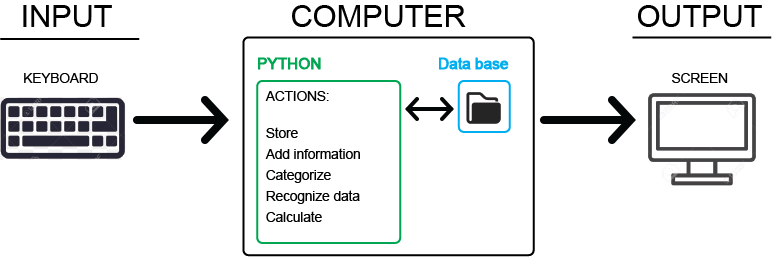 INPUT
COMPUTER
OUTPUT
KEYBOARD
PYTHON
Data base
SCREEN
ACTIONS:
Store
Add information
Categorize
Recognize data
Calculate